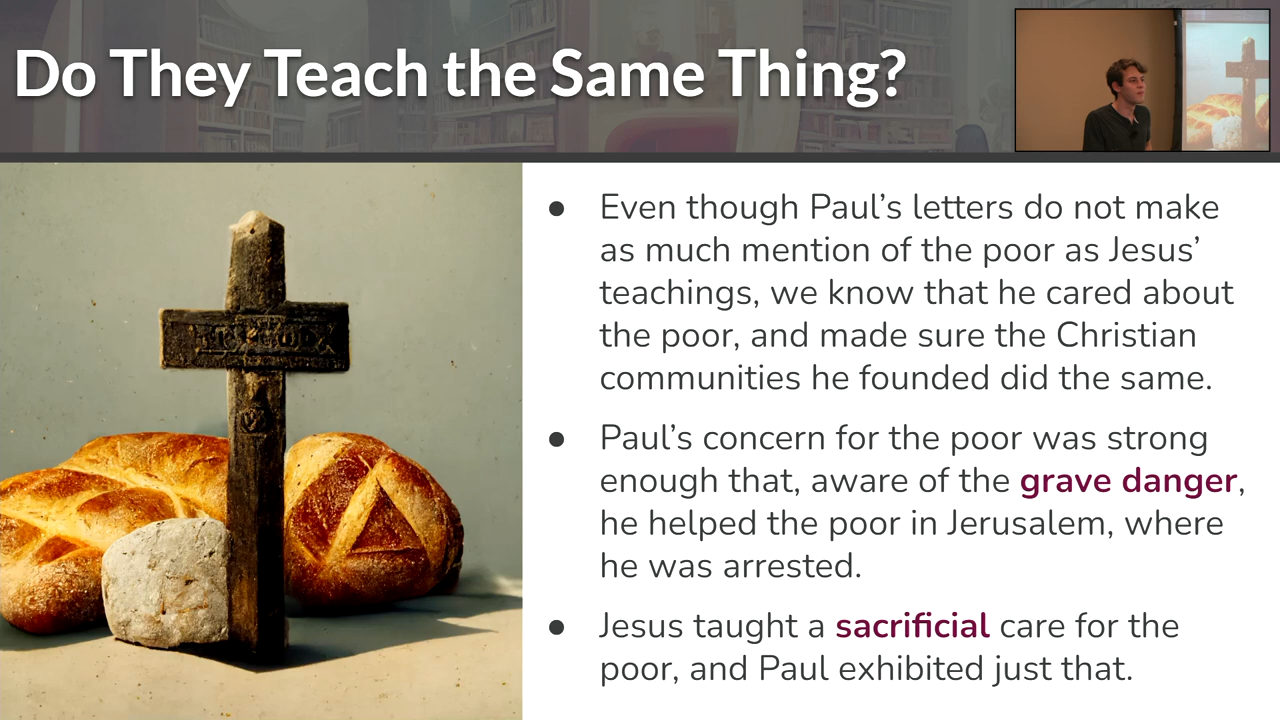 Do They Teach the Same Thing?
● Even though Paul’s letters do not make
as much mention of the poor as Jesus’
teachings, we know that he cared about
the poor, and made sure the Christian
communities he founded did the same.
● Paul’s concern for the poor was strong
enough that, aware of the grave danger,
he helped the poor in Jerusalem, where
he was arrested.
● Jesus taught a sacrificial care for the
poor, and Paul exhibited just that.